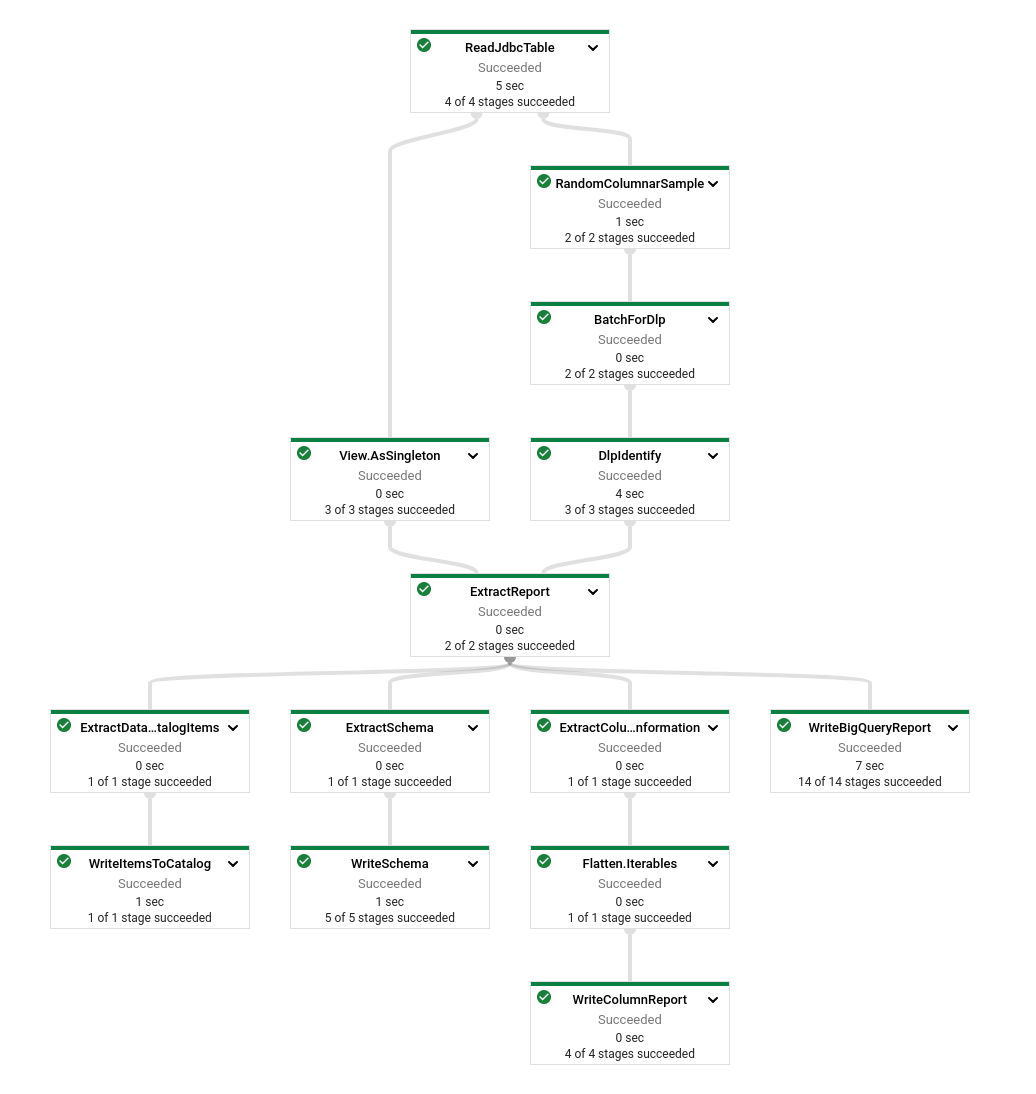 ReadJdbcTable
Succeeded
5 sec
4 of 4 stages succeeded
RandomColumnarSample
Succeeded
1 sec
2 of 2 stages succeeded
BatchForDlp
Succeeded
0 sec
2 of 2 stages succeeded
View.AsSingleton
Succeeded
0 sec
3 of 3 stages succeeded
DlpIdentify
Succeeded
4 sec
3 of 3 stages succeeded
ExtractReport
Succeeded
0 sec
2 of 2 stages succeeded
ExtractData...talogItems
Succeeded
0 sec
1 of 1 stage succeeded
ExtractSchema
Succeeded
0 sec
1 of 1 stage succeeded
ExtractColu...nformation
Succeeded
0 sec
1 of 1 stage succeeded
WriteBigQueryReport
Succeeded
7 sec
14 of 14 stages succeeded
WriteItemsToCatalog
Succeeded
1 sec
1 of 1 stage succeeded
WriteSchema
Succeeded
1 sec
5 of 5 stages succeeded
Flatten.Iterables
Succeeded
0 sec
1 of 1 stage succeeded
WriteColumnReport
Succeeded
0 sec
4 of 4 stages succeeded